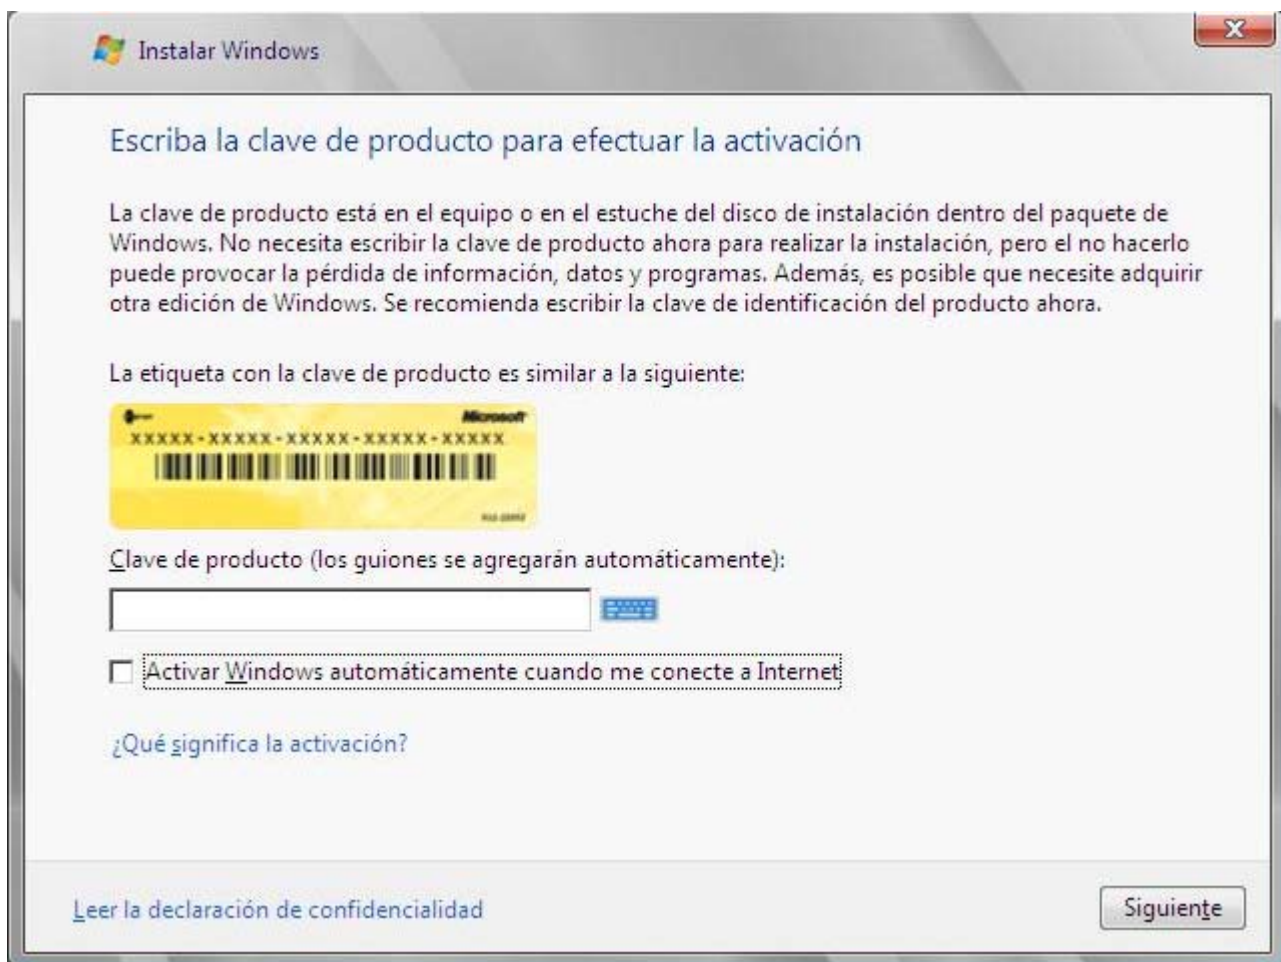 Instalar Windows
Escriba la clave de producto para efectuar la activación
La clave de producto está en el equipo o en el estuche del disco de instalación dentro del paquete de
Windows. No necesita escribir la clave de producto ahora para realizar la instalación, pero el no hacerlo
puede provocar la pérdida de información, datos y programas. Además, es posible que necesite adquirir
otra edición de Windows. Se recomienda escribir la clave de identificación del producto ahora.
La etiqueta con la clave de producto es similar a la siguiente:
Microsoft
XXXXX-XXXXX-XXXXX-XXXXX-XXXXX
Clave de producto (los guiones se agregarán automáticamente):
Activar Windows automáticamente cuando me conecte a Internet
¿Qué significa la activación?
Leer la declaración de confidencialidad
Siguiente